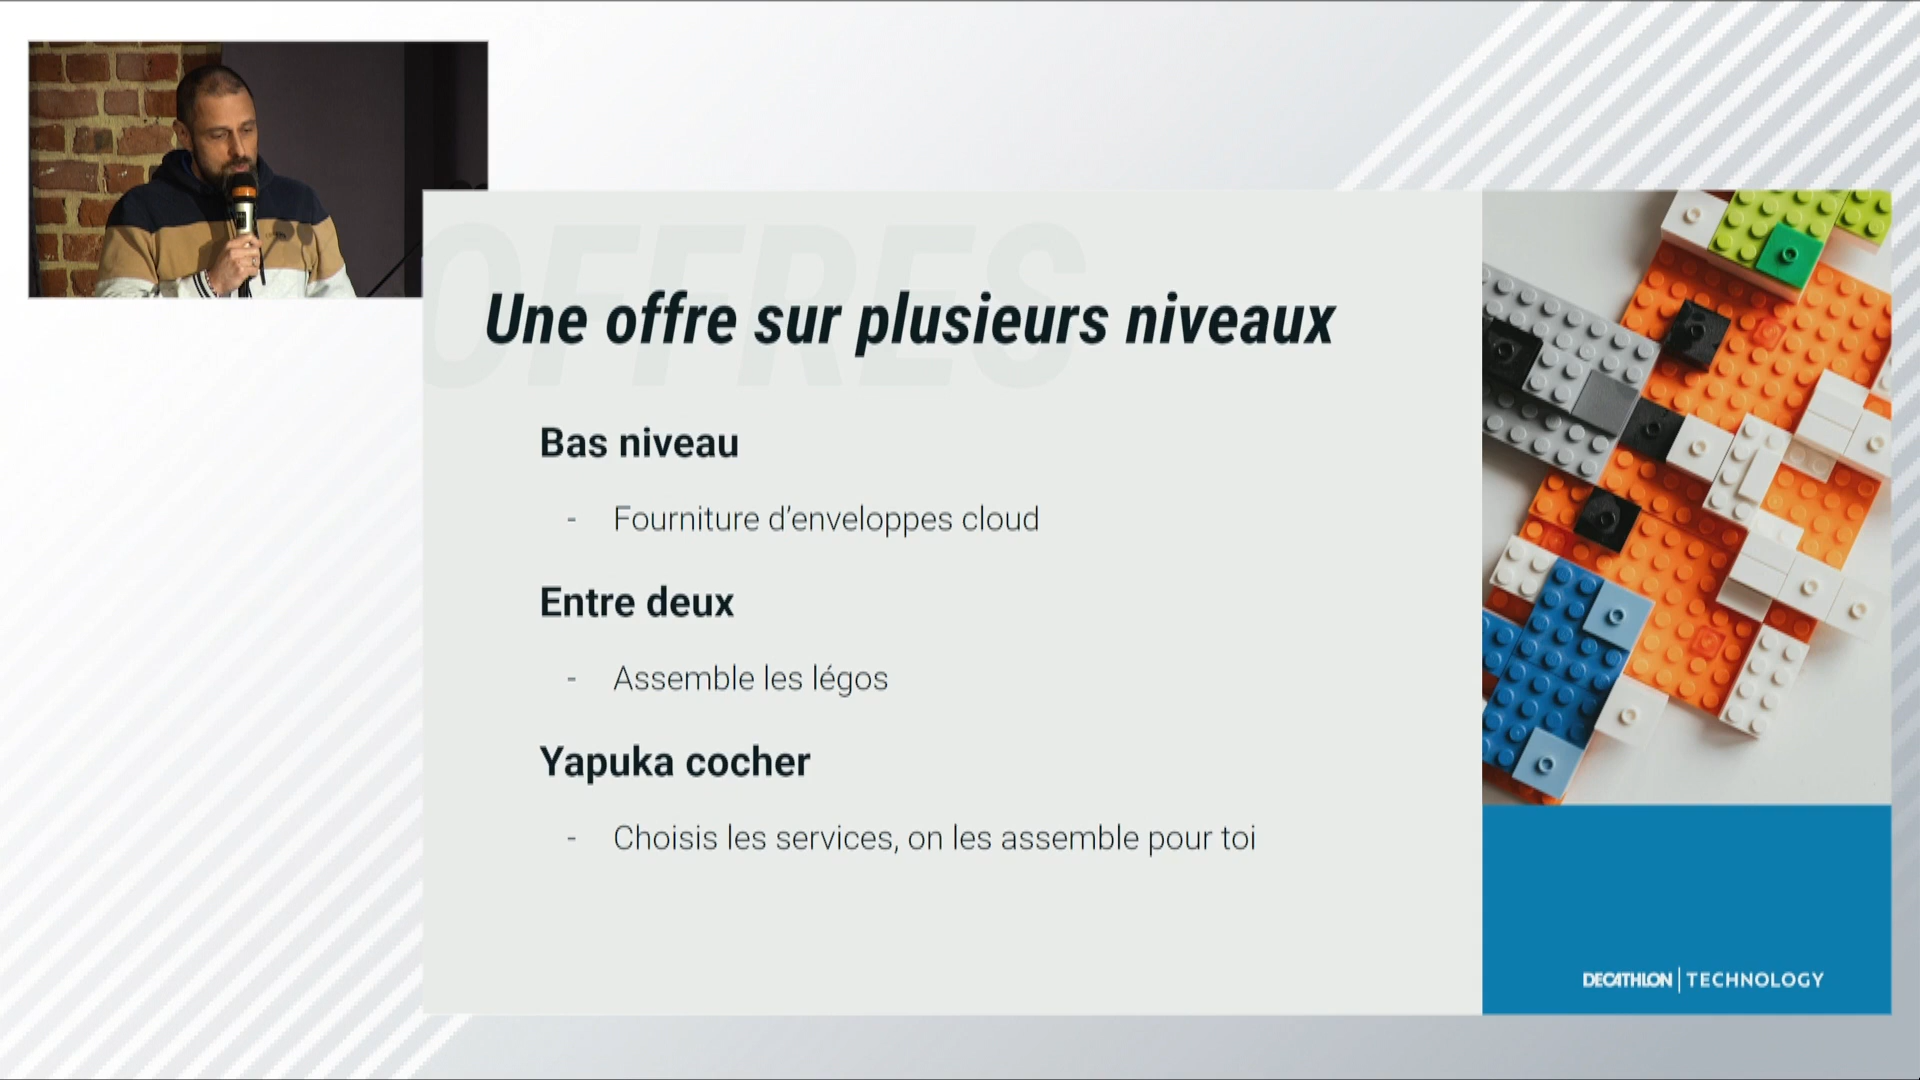 OFFRES
Une offre sur plusieurs niveaux
Bas niveau
- Fourniture d’enveloppes cloud
Entre deux
- Assemble les légos
Yapuka cocher
- Choisis les services, on les assemble pour toi
DECATHLON | TECHNOLOGY